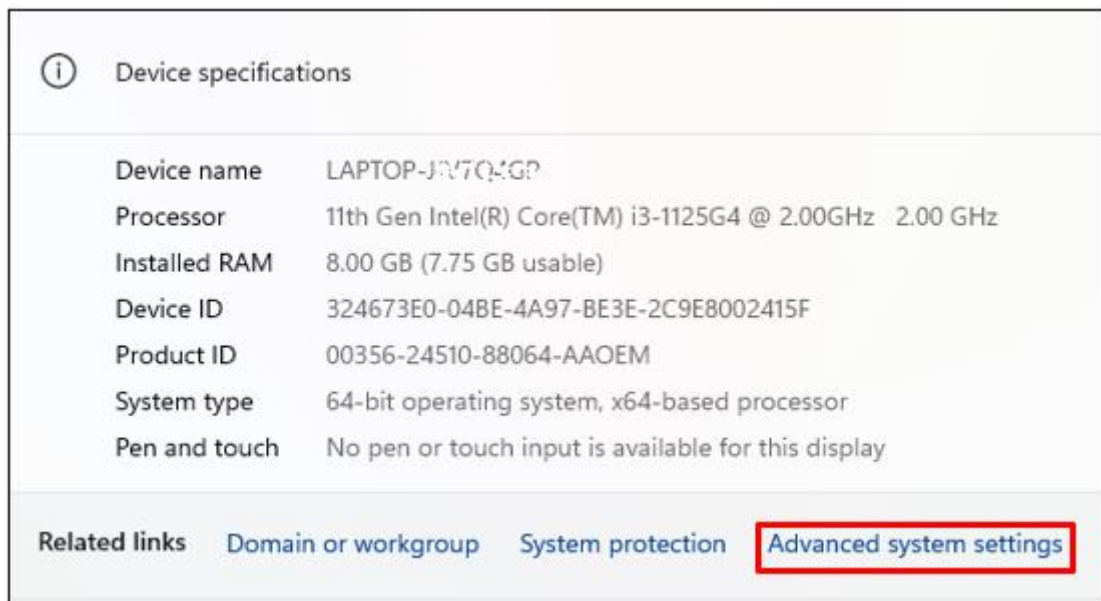 Device specifications
Device name LAPTOP-
Processor 11th Gen Intel(R) Core(TM) i3-1125G4 @ 2.00GHz 2.00 GHz
Installed RAM 8.00 GB (7.75 GB usable)
Device ID 324673E0-04BE-4A97-BE3E-2C9E8002415F
Product ID 00356-24510-88064-AAOEM
System type 64-bit operating system, x64-based processor
Pen and touch No pen or touch input is available for this display
Related links Domain or workgroup System protection Advanced system settings